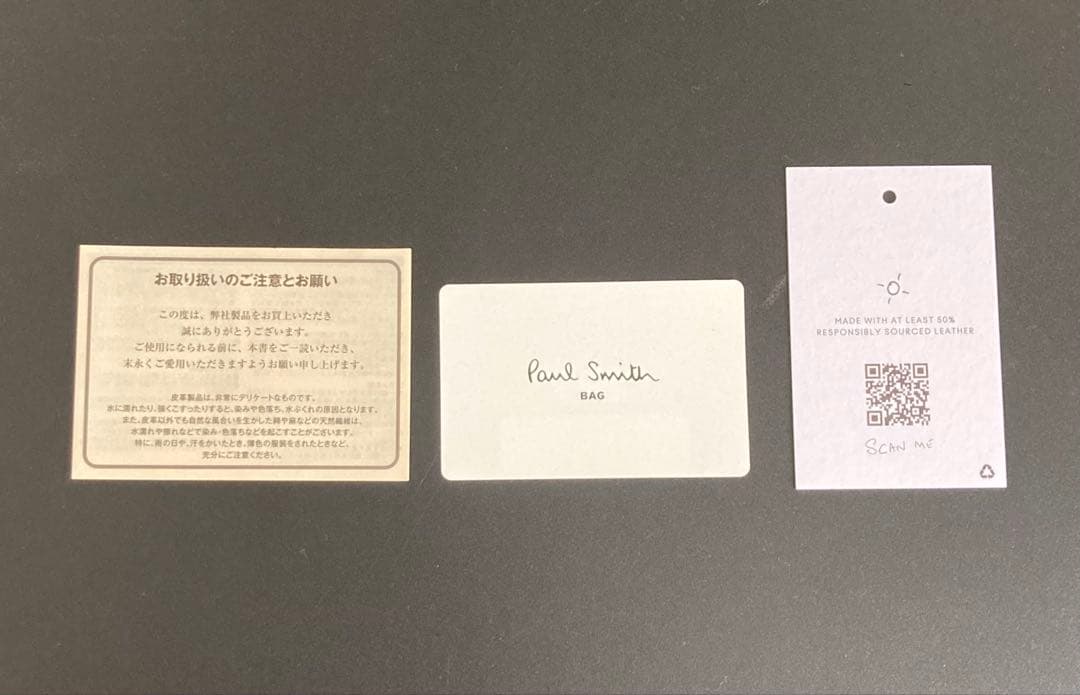 お取り扱いのご注意とお願い
この度は、弊社製品をお買上いただき
誠にありがとうございます。
ご使用になられる前に、本書をご一読いただき、
末永くご愛用いただきますようお願い申し上げます。
皮革製品は、非常にデリケートなものです。
水に濡れたり、強くこすったりすると、染みや色落ち、水ぶくれの原因となります。
また、皮革以外でも自然な風合いを生かした綿や麻などの天然繊維は、
水濡れや擦れなどで染み・色落ちなどを起こすことがございます。
特に、雨の日や、汗をかいたとき、薄色の服装をされたときなど、
充分にご注意ください。
Paul Smith
BAG
MADE WITH AT LEAST 50%
RESPONSIBLY SOURCED LEATHER
SCAN ME